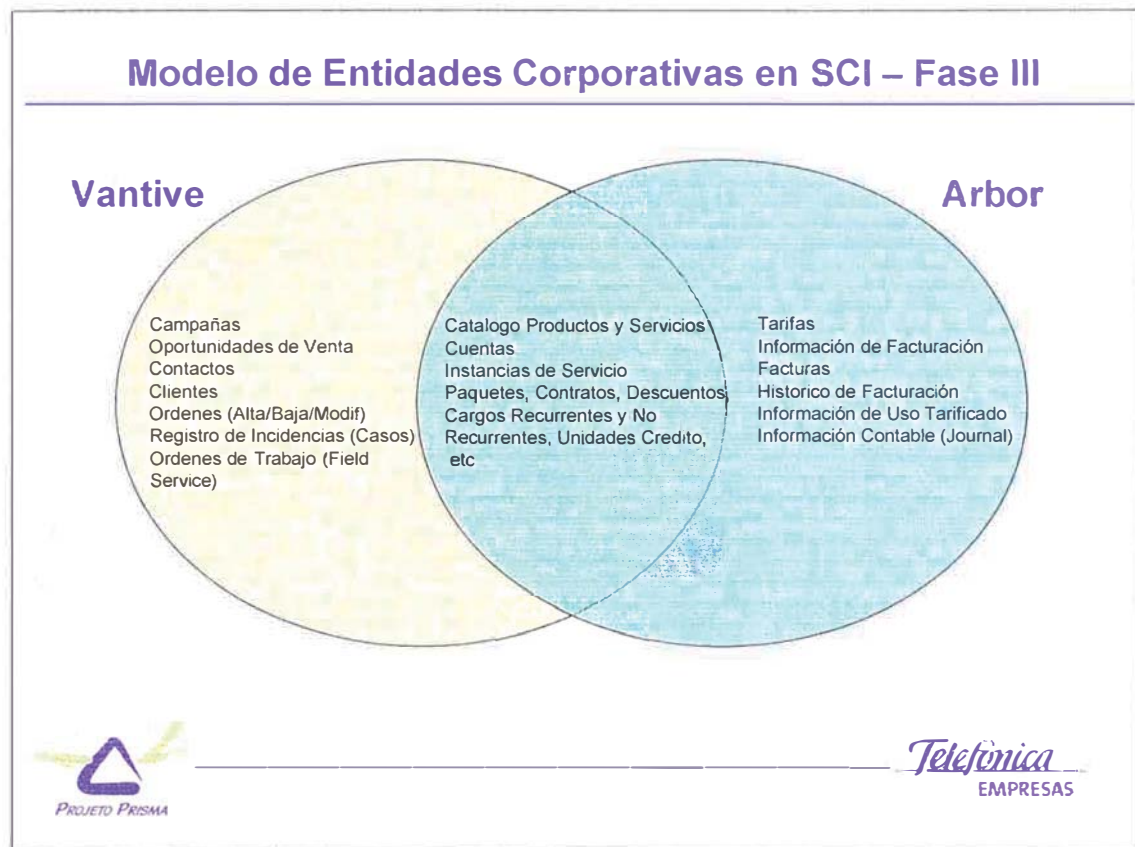 Modelo de Entidades Corporativas en SCI – Fase III
Vantive
Arbor
Campañas
Oportunidades de Venta
Contactos
Clientes
Ordenes (Alta/Baja/Modif)
Registro de Incidencias (Casos)
Ordenes de Trabajo (Field
Service)
Catalogo Productos y Servicios
Cuentas
Instancias de Servicio
Paquetes, Contratos, Descuentos
Cargos Recurrentes y No
Recurrentes, Unidades Credito,
etc
Tarifas
Información de Facturación
Facturas
Historico de Facturación
Información de Uso Tarificado
Información Contable (Journal)
PROJETO PRISMA
Telefónica
EMPRESAS